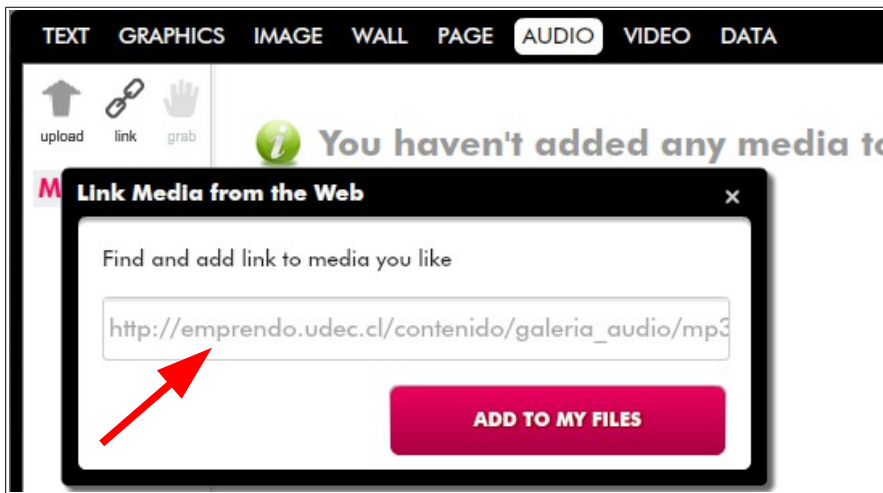 TEXT GRAPHICS IMAGE WALL PAGE AUDIO VIDEO DATA
upload link grab
You haven't added any media to
M
Link Media from the Web ×
Find and add link to media you like
http://emprendo.udec.cl/contenido/galeria_audio/mp3
ADD TO MY FILES